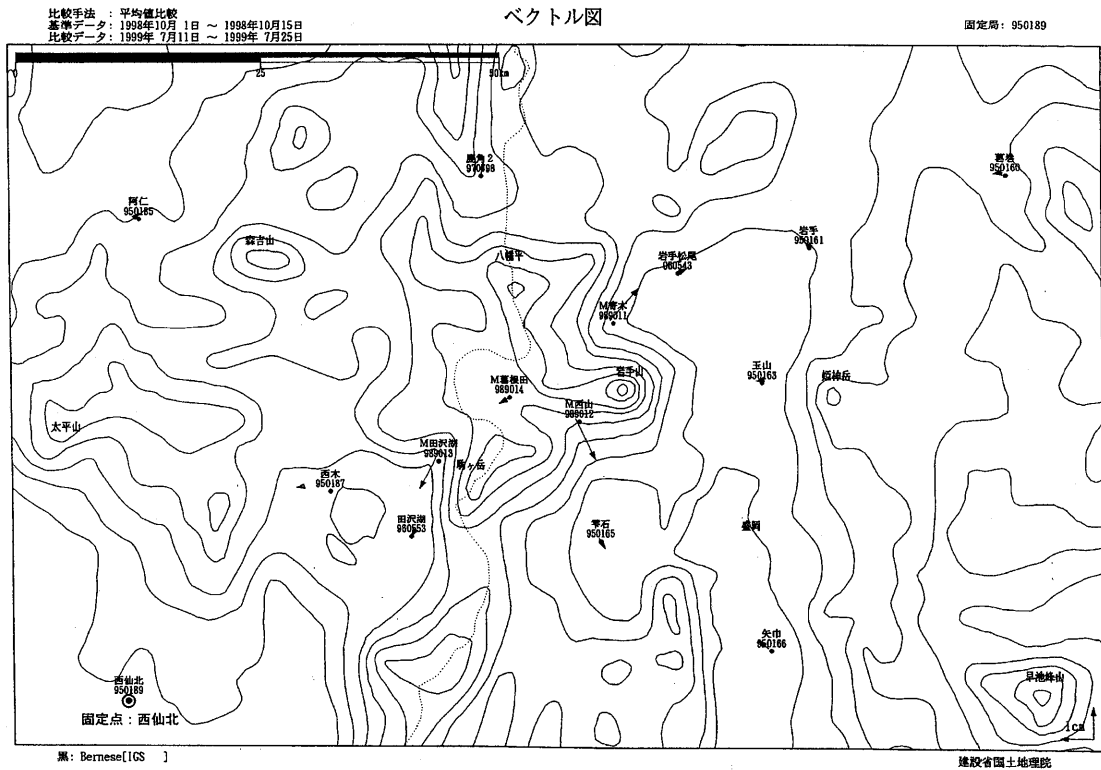 ベクトル図
比較手法 : 平均値比較
基準データ: 1998年10月 1日 ～ 1998年10月15日
比較データ: 1999年 7月11日 ～ 1999年 7月25日
固定局: 950189
25
50km
鹿角2
970798
葛巻
950160
阿仁
950185
森吉山
八幡平
岩手
950161
岩手松尾
960543
M寄木
989011
玉山
950163
姫神岳
岩手山
M葛根田
989014
M西山
989012
太平山
M田沢湖
989013
駒ヶ岳
西木
950187
田沢湖
960553
雫石
950165
盛岡
矢巾
950166
西仙北
950189
固定点：西仙北
早池峰山
1cm
黒: Bernese[IGS ]
建設省国土地理院